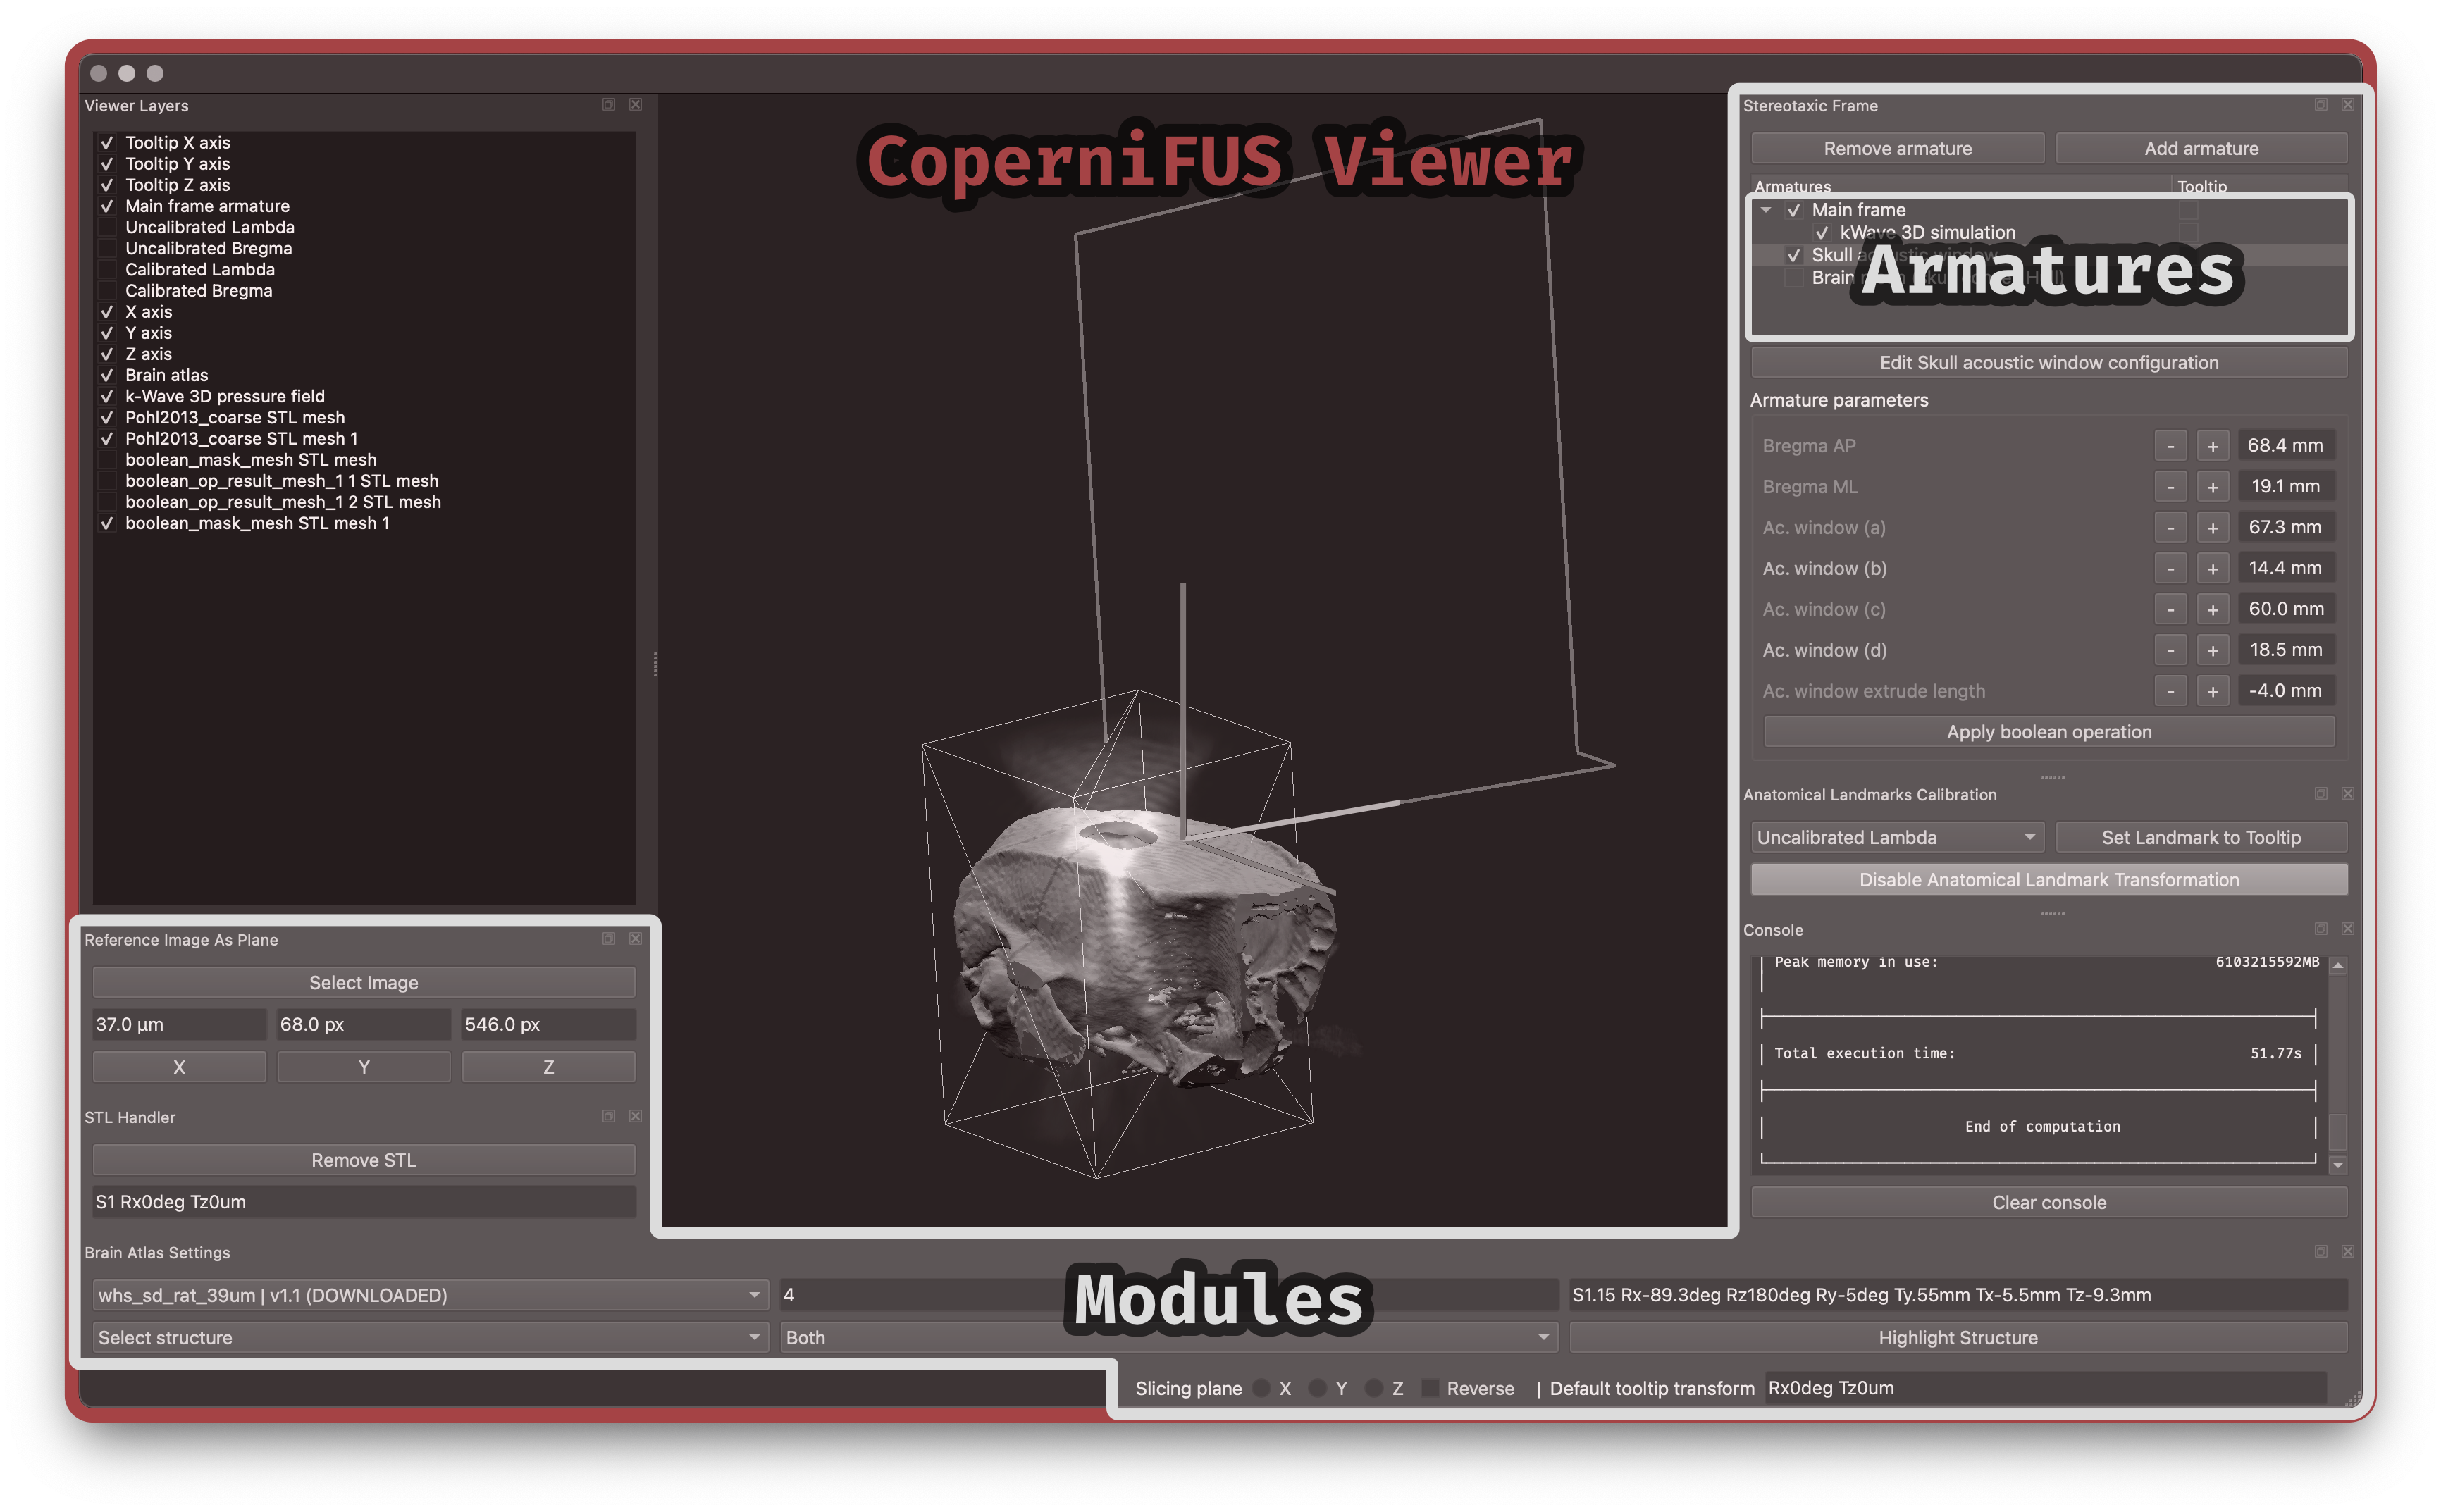 Viewer Layers
Tooltip X axis
Tooltip Y axis
Tooltip Z axis
Main frame armature
Uncalibrated Lambda
Uncalibrated Bregma
Calibrated Lambda
Calibrated Bregma
X axis
Y axis
Z axis
Brain atlas
k-Wave 3D pressure field
Pohl2013_coarse STL mesh
Pohl2013_coarse STL mesh 1
boolean_mask_mesh STL mesh
boolean_op_result_mesh_1 1 STL mesh
boolean_op_result_mesh_1 2 STL mesh
boolean_mask_mesh STL mesh 1
CoperniFUS Viewer
Stereotaxic Frame
Remove armature Add armature
Armatures Tooltip
Main frame
kWave 3D simulation
Skull acoustic window
Brain
Armatures
Edit Skull acoustic window configuration
Armature parameters
Bregma AP - + 68.4 mm
Bregma ML - + 19.1 mm
Ac. window (a) - + 67.3 mm
Ac. window (b) - + 14.4 mm
Ac. window (c) - + 60.0 mm
Ac. window (d) - + 18.5 mm
Ac. window extrude length - + -4.0 mm
Apply boolean operation
Anatomical Landmarks Calibration
Uncalibrated Lambda Set Landmark to Tooltip
Disable Anatomical Landmark Transformation
Console
Peak memory in use: 6103215592MB
Total execution time: 51.77s
End of computation
Clear console
Reference Image As Plane
Select Image
37.0 µm 68.0 px 546.0 px
X Y Z
STL Handler
Remove STL
S1 Rx0deg Tz0um
Brain Atlas Settings
whs_sd_rat_39um | v1.1 (DOWNLOADED) 4 S1.15 Rx-89.3deg Rz180deg Ry-5deg Ty.55mm Tx-5.5mm Tz-9.3mm
Modules
Select structure Both Highlight Structure
Slicing plane X Y Z Reverse | Default tooltip transform Rx0deg Tz0um